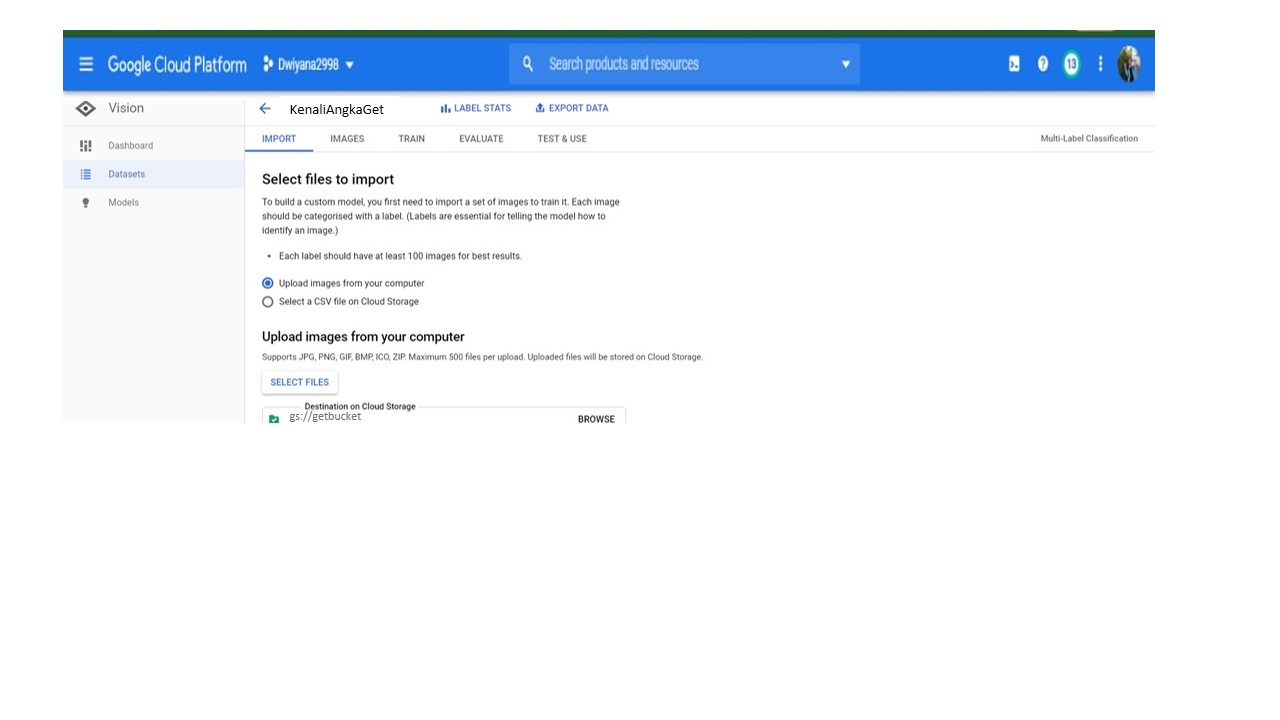 Google Cloud Platform Dwiyana2998 Search products and resources 13
Vision KenaliAngkaGet LABEL STATS EXPORT DATA
Dashboard IMPORT IMAGES TRAIN EVALUATE TEST & USE Multi-Label Classification
Datasets
Models
Select files to import
To build a custom model, you first need to import a set of images to train it. Each image
should be categorised with a label. (Labels are essential for telling the model how to
identify an image.)
• Each label should have at least 100 images for best results.
Upload images from your computer
Select a CSV file on Cloud Storage
Upload images from your computer
Supports JPG, PNG, GIF, BMP, ICO, ZIP. Maximum 500 files per upload. Uploaded files will be stored on Cloud Storage.
SELECT FILES
Destination on Cloud Storage
gs://getbucket BROWSE